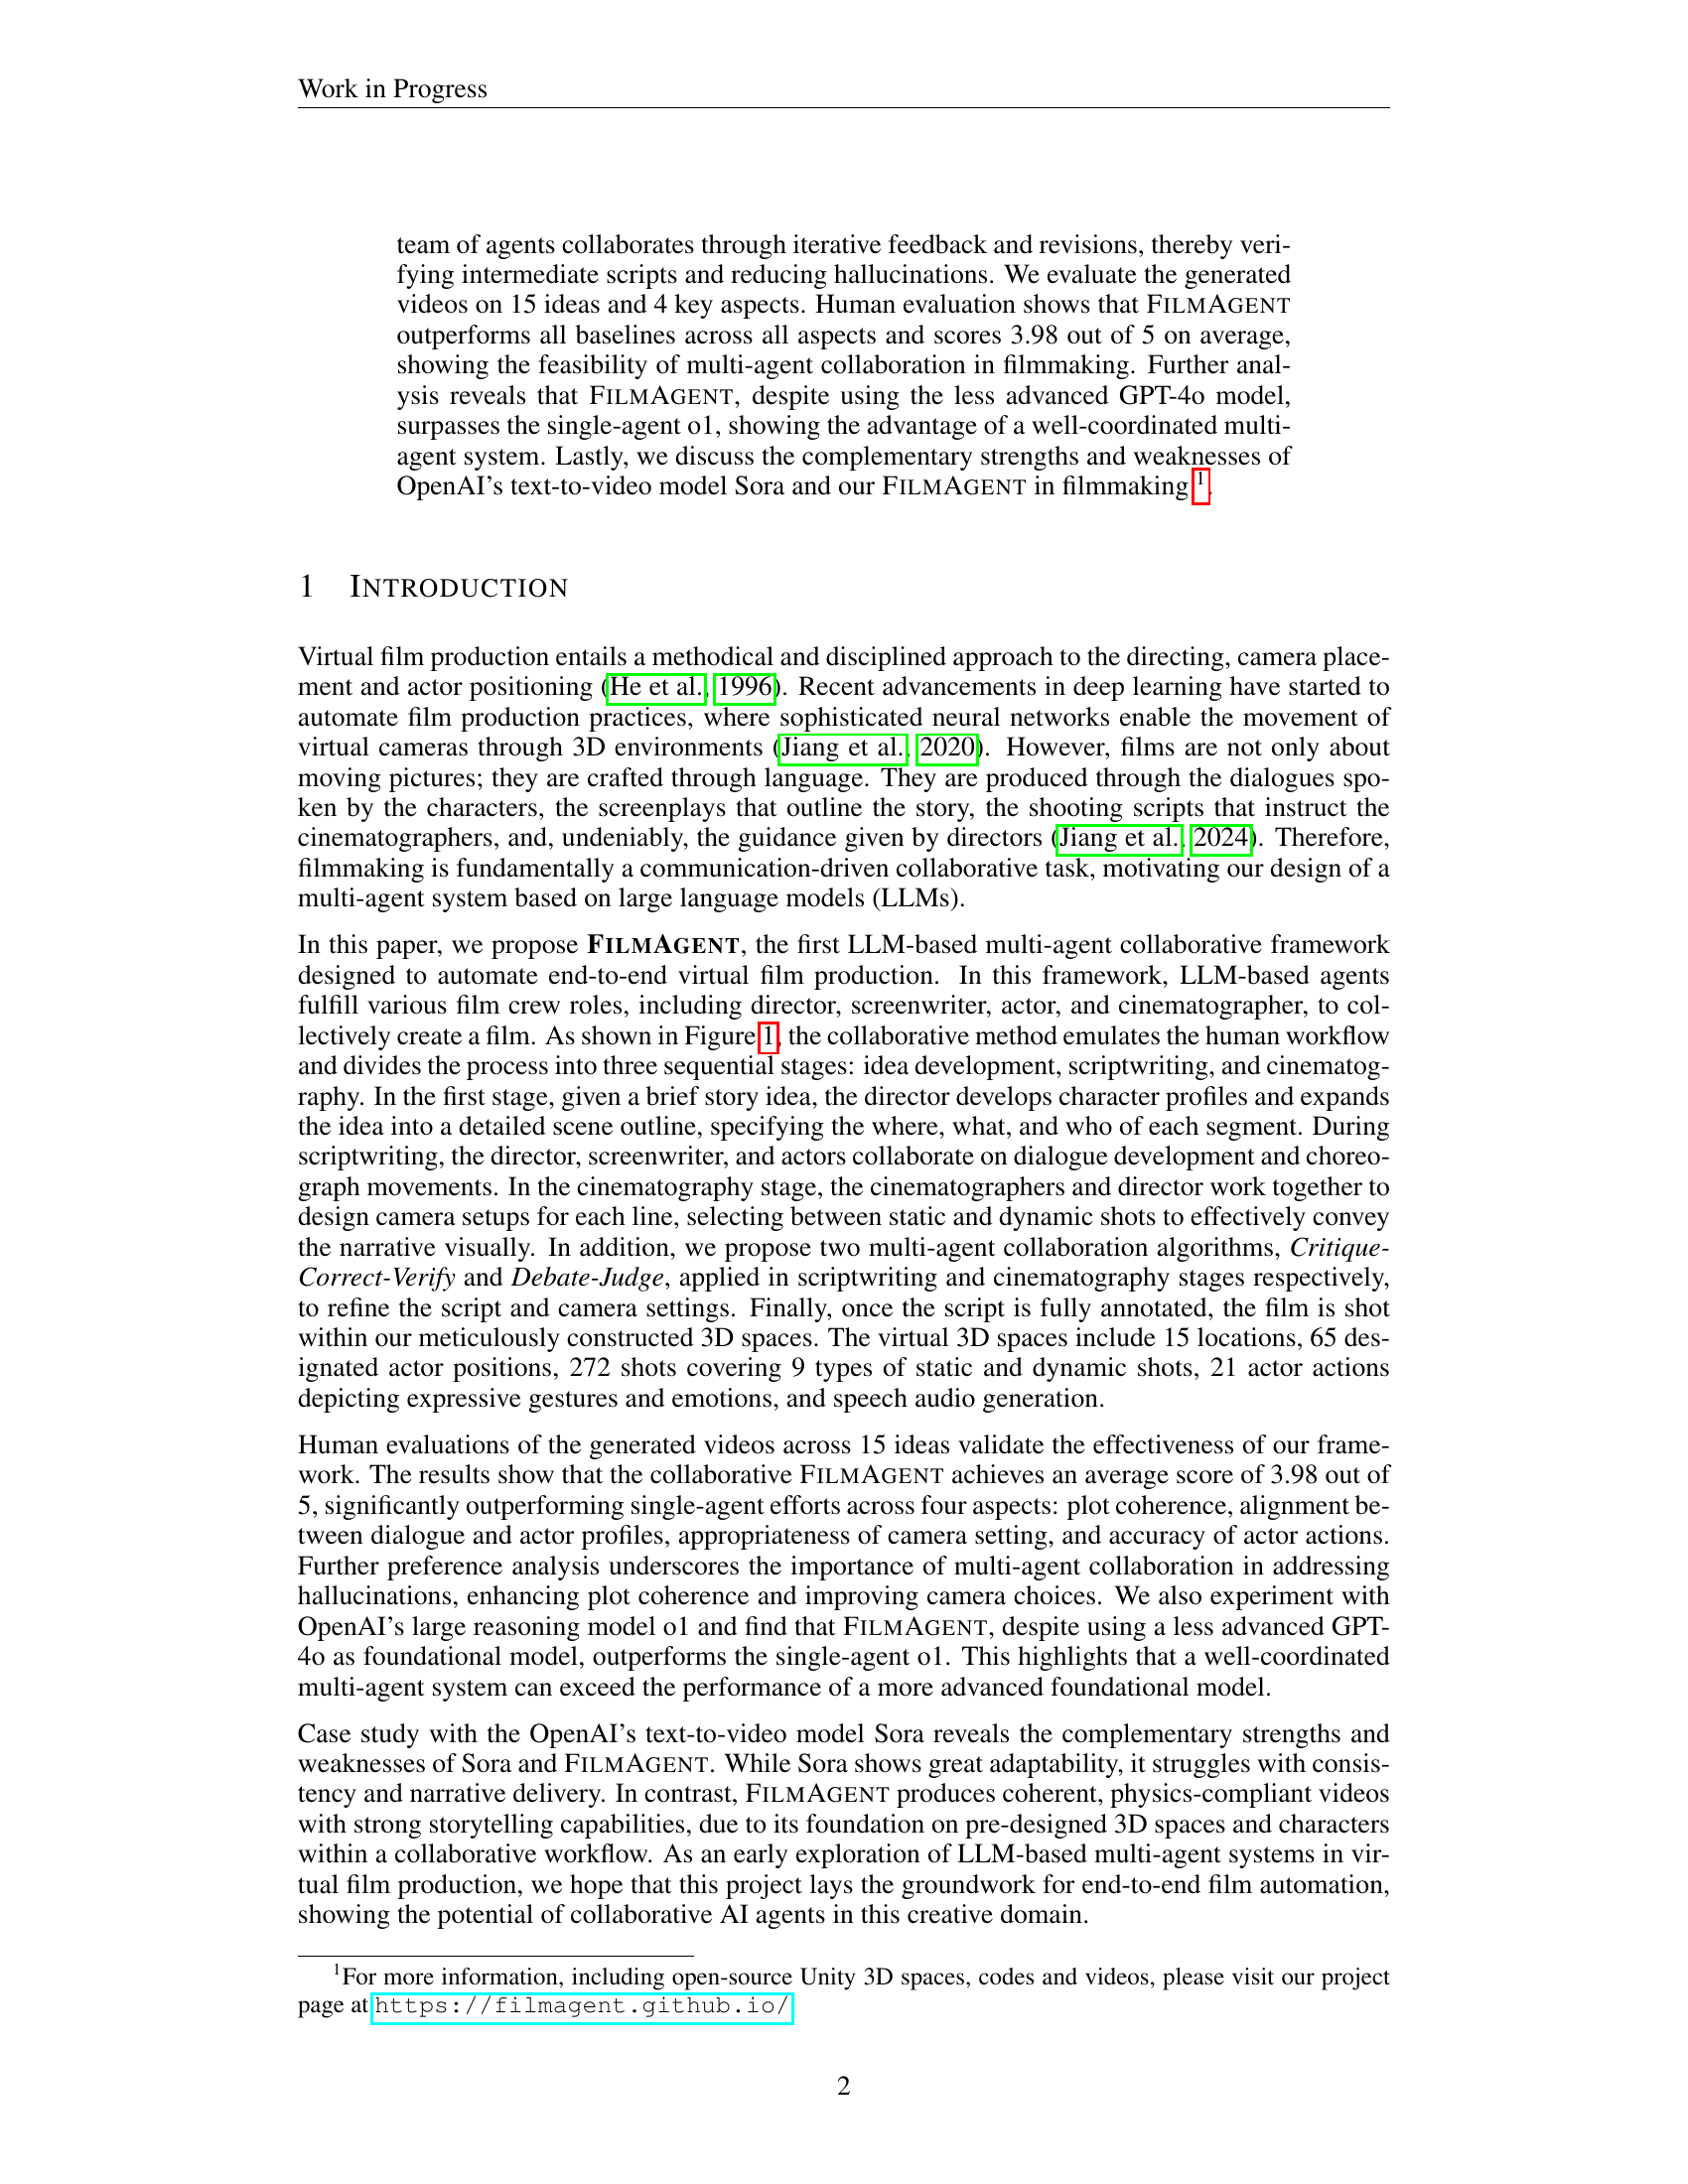 Work in Progress
team of agents collaborates through iterative feedback and revisions, thereby veri-
fying intermediate scripts and reducing hallucinations. We evaluate the generated
videos on 15 ideas and 4 key aspects. Human evaluation shows that FILMAGENT
outperforms all baselines across all aspects and scores 3.98 out of 5 on average,
showing the feasibility of multi-agent collaboration in filmmaking. Further anal-
ysis reveals that FILMAGENT, despite using the less advanced GPT-4o model,
surpasses the single-agent o1, showing the advantage of a well-coordinated multi-
agent system. Lastly, we discuss the complementary strengths and weaknesses of
OpenAI's text-to-video model Sora and our FILMAGENT in filmmaking 1.
1 INTRODUCTION
Virtual film production entails a methodical and disciplined approach to the directing, camera place-
ment and actor positioning (He et al., 1996). Recent advancements in deep learning have started to
automate film production practices, where sophisticated neural networks enable the movement of
virtual cameras through 3D environments (Jiang et al., 2020). However, films are not only about
moving pictures; they are crafted through language. They are produced through the dialogues spo-
ken by the characters, the screenplays that outline the story, the shooting scripts that instruct the
cinematographers, and, undeniably, the guidance given by directors (Jiang et al., 2024). Therefore,
filmmaking is fundamentally a communication-driven collaborative task, motivating our design of a
multi-agent system based on large language models (LLMs).
In this paper, we propose FILMAGENT, the first LLM-based multi-agent collaborative framework
designed to automate end-to-end virtual film production. In this framework, LLM-based agents
fulfill various film crew roles, including director, screenwriter, actor, and cinematographer, to col-
lectively create a film. As shown in Figure 1, the collaborative method emulates the human workflow
and divides the process into three sequential stages: idea development, scriptwriting, and cinematog-
raphy. In the first stage, given a brief story idea, the director develops character profiles and expands
the idea into a detailed scene outline, specifying the where, what, and who of each segment. During
scriptwriting, the director, screenwriter, and actors collaborate on dialogue development and choreo-
graph movements. In the cinematography stage, the cinematographers and director work together to
design camera setups for each line, selecting between static and dynamic shots to effectively convey
the narrative visually. In addition, we propose two multi-agent collaboration algorithms, Critique-
Correct-Verify and Debate-Judge, applied in scriptwriting and cinematography stages respectively,
to refine the script and camera settings. Finally, once the script is fully annotated, the film is shot
within our meticulously constructed 3D spaces. The virtual 3D spaces include 15 locations, 65 des-
ignated actor positions, 272 shots covering 9 types of static and dynamic shots, 21 actor actions
depicting expressive gestures and emotions, and speech audio generation.
Human evaluations of the generated videos across 15 ideas validate the effectiveness of our frame-
work. The results show that the collaborative FILMAGENT achieves an average score of 3.98 out of
5, significantly outperforming single-agent efforts across four aspects: plot coherence, alignment be-
tween dialogue and actor profiles, appropriateness of camera setting, and accuracy of actor actions.
Further preference analysis underscores the importance of multi-agent collaboration in addressing
hallucinations, enhancing plot coherence and improving camera choices. We also experiment with
OpenAI's large reasoning model o1 and find that FILMAGENT, despite using a less advanced GPT-
4o as foundational model, outperforms the single-agent o1. This highlights that a well-coordinated
multi-agent system can exceed the performance of a more advanced foundational model.
Case study with the OpenAI's text-to-video model Sora reveals the complementary strengths and
weaknesses of Sora and FILMAGENT. While Sora shows great adaptability, it struggles with consis-
tency and narrative delivery. In contrast, FILMAGENT produces coherent, physics-compliant videos
with strong storytelling capabilities, due to its foundation on pre-designed 3D spaces and characters
within a collaborative workflow. As an early exploration of LLM-based multi-agent systems in vir-
tual film production, we hope that this project lays the groundwork for end-to-end film automation,
showing the potential of collaborative AI agents in this creative domain.
1For more information, including open-source Unity 3D spaces, codes and videos, please visit our project
page at https://filmagent.github.io/
2